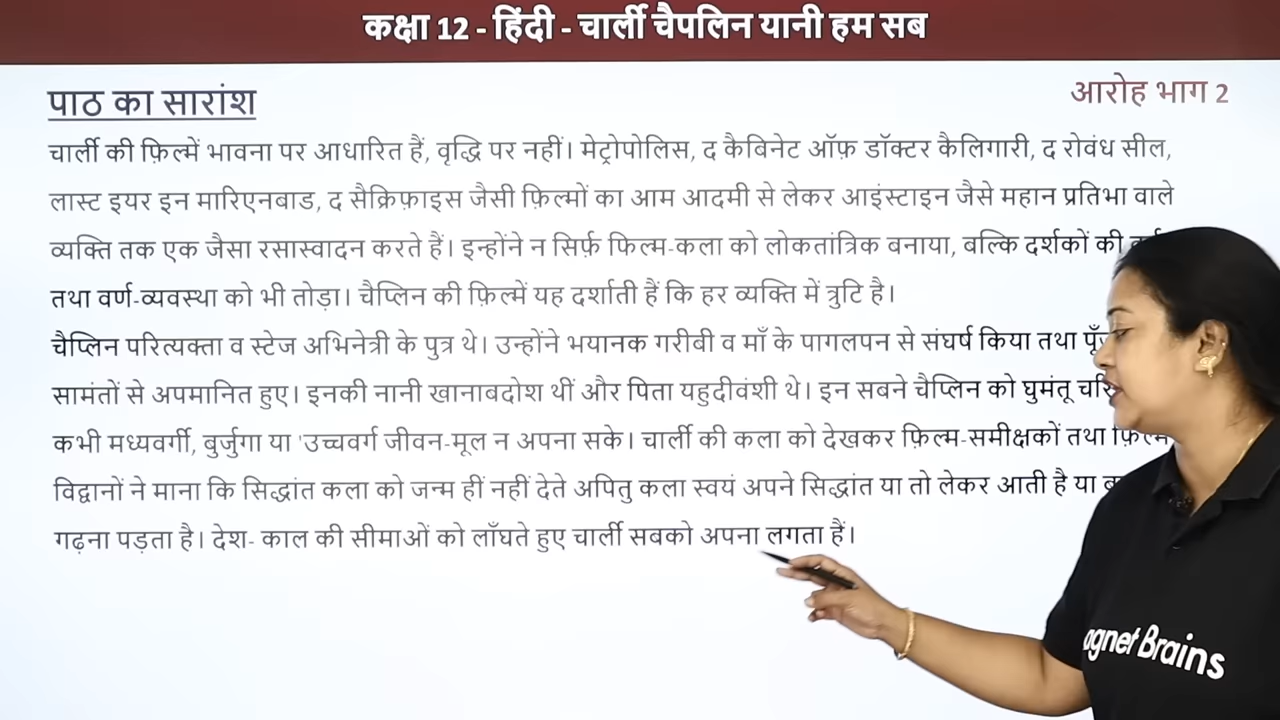 कक्षा 12 - हिंदी - चार्ली चैपलिन यानी हम सब
पाठ का सारांश
आरोह भाग 2
चार्ली की फ़िल्में भावना पर आधारित हैं, वृद्धि पर नहीं। मेट्रोपोलिस, द कैबिनेट ऑफ़ डॉक्टर कैलिगारी, द रोवंध सील,
लास्ट इयर इन मारिएनबाड, द सैक्रिफ़ाइस जैसी फ़िल्मों का आम आदमी से लेकर आइंस्टाइन जैसे महान प्रतिभा वाले
व्यक्ति तक एक जैसा रसास्वादन करते हैं। इन्होंने न सिर्फ़ फिल्म-कला को लोकतांत्रिक बनाया, बल्कि दर्शकों की
तथा वर्ण-व्यवस्था को भी तोड़ा। चैप्लिन की फ़िल्में यह दर्शाती हैं कि हर व्यक्ति में त्रुटि है।
चैप्लिन परित्यक्ता व स्टेज अभिनेत्री के पुत्र थे। उन्होंने भयानक गरीबी व माँ के पागलपन से संघर्ष किया तथा
सामंतों से अपमानित हुए। इनकी नानी खानाबदोश थीं और पिता यहुदीवंशी थे। इन सबने चैप्लिन को घुमंतू
कभी मध्यवर्गी, बुर्जुगा या 'उच्चवर्ग जीवन-मूल न अपना सके। चार्ली की कला को देखकर फ़िल्म-समीक्षकों तथा
विद्वानों ने माना कि सिद्धांत कला को जन्म हीं नहीं देते अपितु कला स्वयं अपने सिद्धांत या तो लेकर आती है या
गढ़ना पड़ता है। देश- काल की सीमाओं को लाँघते हुए चार्ली सबको अपना लगता हैं।
Brains